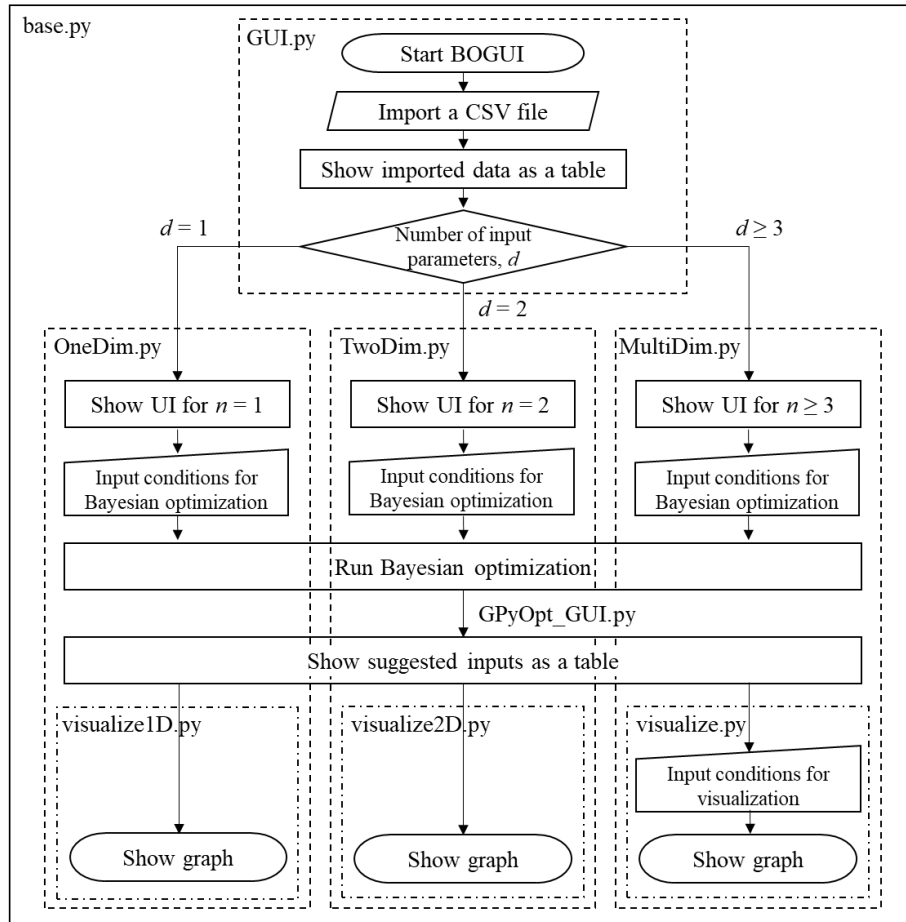 base.py
GUI.py
Start BOGUI
Import a CSV file
Show imported data as a table
Number of input
parameters, d
d = 1
d ≥ 3
d = 2
OneDim.py
TwoDim.py
MultiDim.py
Show UI for n = 1
Show UI for n = 2
Show UI for n ≥ 3
Input conditions for
Bayesian optimization
Input conditions for
Bayesian optimization
Input conditions for
Bayesian optimization
Run Bayesian optimization
GPyOpt_GUI.py
Show suggested inputs as a table
visualize1D.py
visualize2D.py
visualize.py
Input conditions for
visualization
Show graph
Show graph
Show graph